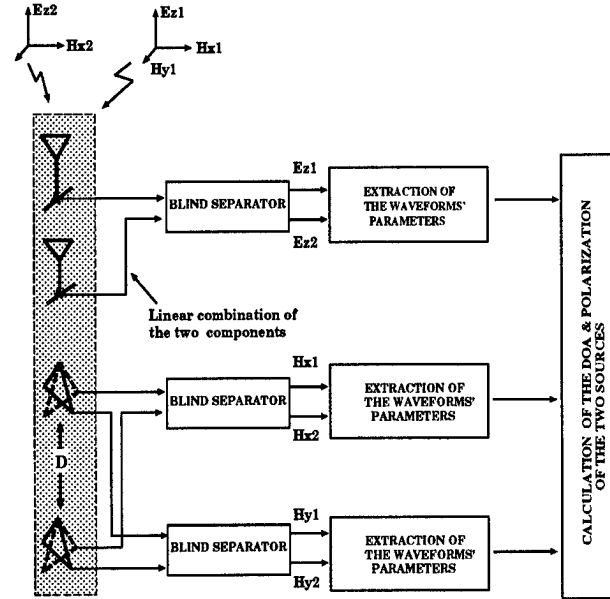 Ez2
Hx2
Ez1
Hx1
Hy1
Ez1
BLIND SEPARATOR
Ez2
EXTRACTION OF
THE WAVEFORMS'
PARAMETERS
Linear combination of
the two components
Hx1
BLIND SEPARATOR
Hx2
EXTRACTION OF
THE WAVEFORMS'
PARAMETERS
D
Hy1
BLIND SEPARATOR
Hy2
EXTRACTION OF
THE WAVEFORMS'
PARAMETERS
CALCULATION OF THE DOA & POLARIZATION
OF THE TWO SOURCES